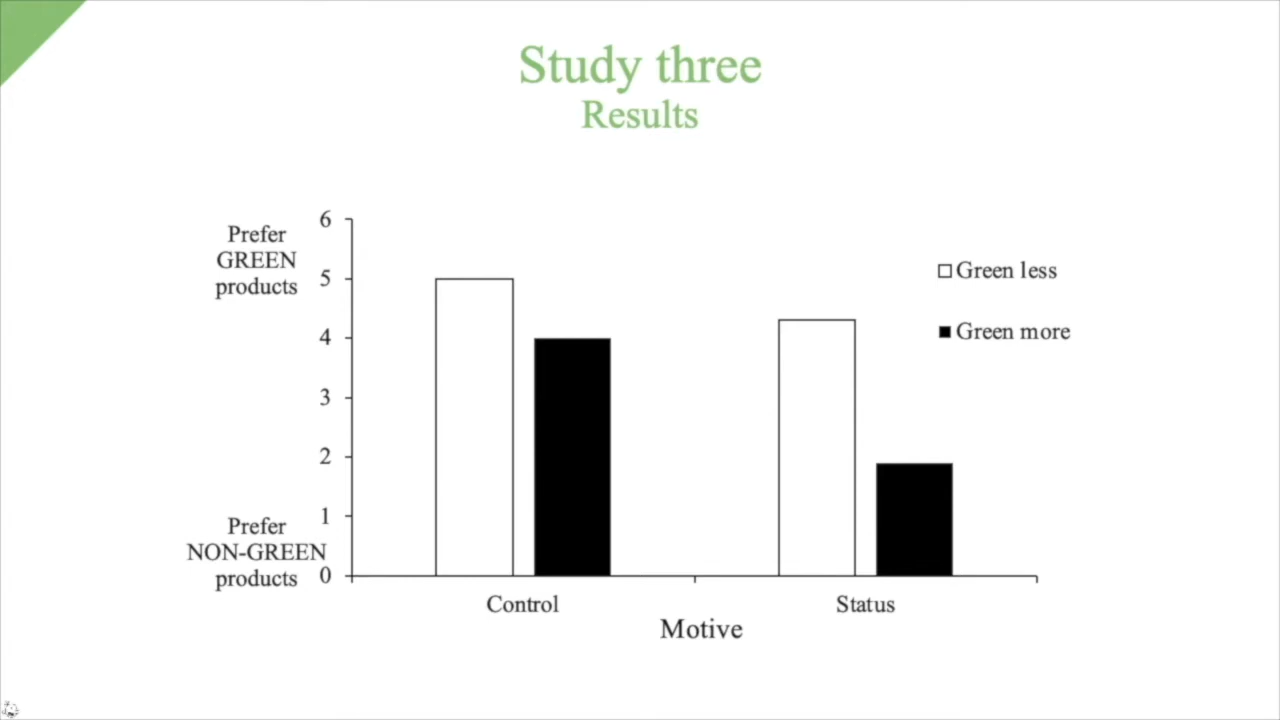 Study three
Results
Prefer
GREEN
products
6
5
4
3
2
1
0
Prefer
NON-GREEN
products
Green less
Green more
Control
Status
Motive